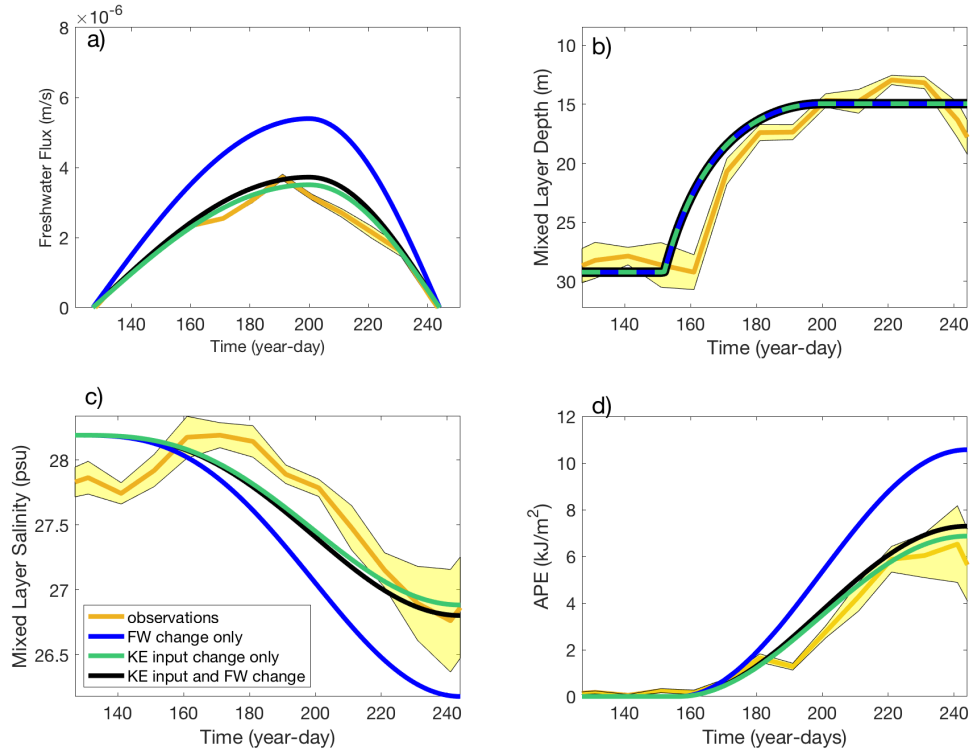 ×10⁻⁶
a)
8
6
4
2
0
Freshwater Flux (m/s)
140 160 180 200 220 240
Time (year-day)
b)
10
15
20
25
30
Mixed Layer Depth (m)
140 160 180 200 220 240
Time (year-day)
c)
28
27.5
27
26.5
Mixed Layer Salinity (psu)
observations
FW change only
KE input change only
KE input and FW change
140 160 180 200 220 240
Time (year-day)
d)
12
10
8
6
4
2
0
APE (kJ/m²)
140 160 180 200 220 240
Time (year-days)